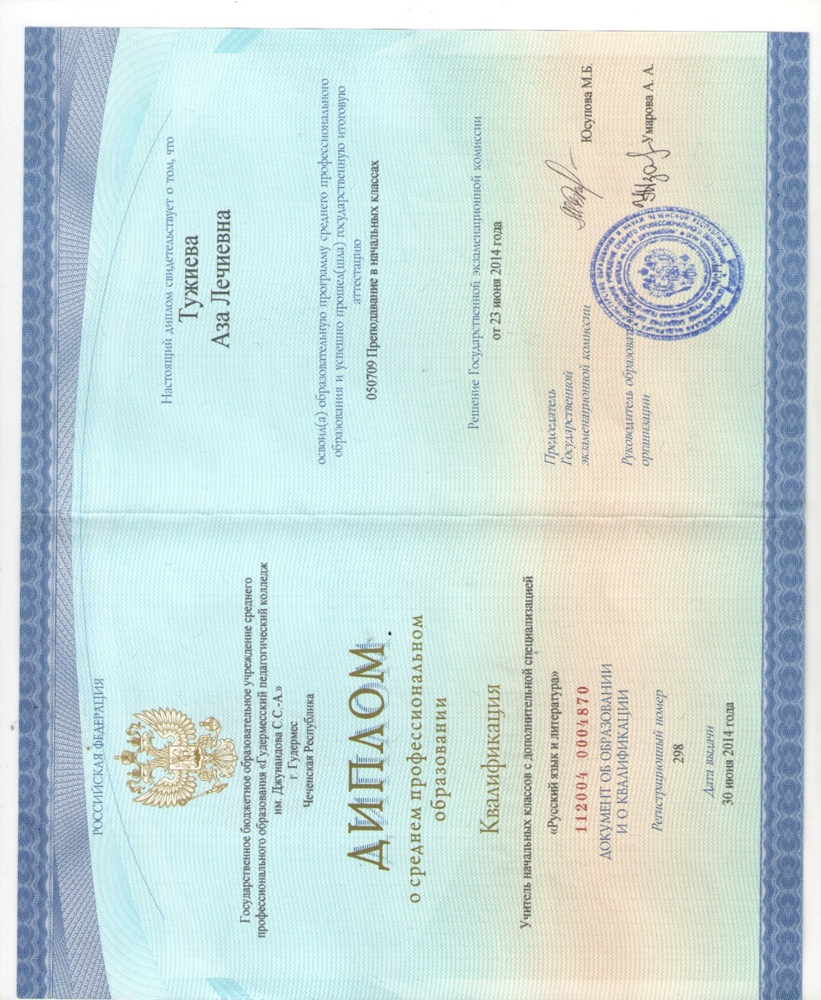 РОССИЙСКАЯ ФЕДЕРАЦИЯ
Государственное бюджетное образовательное учреждение среднего
профессионального образования «Гудермесский педагогический колледж
им. Джунаидова С.С.-А.»
г. Гудермес
Чеченская Республика
ДИПЛОМ
о среднем профессиональном
образовании
Квалификация
Учитель начальных классов с дополнительной специализацией
«Русский язык и литература»
112004 0004870
ДОКУМЕНТ ОБ ОБРАЗОВАНИИ
И О КВАЛИФИКАЦИИ
Регистрационный номер
298
Дата выдачи
30 июня 2014 года
Настоящий диплом свидетельствует о том, что
Тужиева
Аза Лечиевна
освоил(а) образовательную программу среднего профессионального
образования и успешно прошел(шла) государственную итоговую
аттестацию
050709 Преподавание в начальных классах
Решение Государственной экзаменационной комиссии
от 23 июня 2014 года
Председатель
Государственной
экзаменационной комиссии
Юсупова М.Б.
Руководитель
организации
Умарова А. А.
М.П.